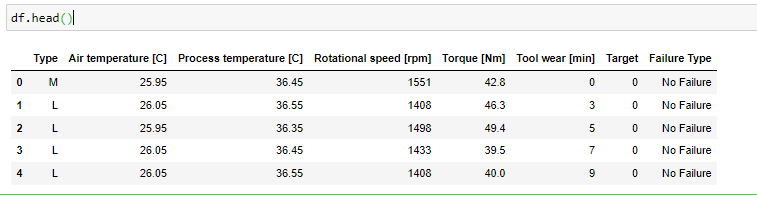 df.head()
Type Air temperature [C] Process temperature [C] Rotational speed [rpm] Torque [Nm] Tool wear [min] Target Failure Type
0 M 25.95 36.45 1551 42.8 0 0 No Failure
1 L 26.05 36.55 1408 46.3 3 0 No Failure
2 L 25.95 36.35 1498 49.4 5 0 No Failure
3 L 26.05 36.45 1433 39.5 7 0 No Failure
4 L 26.05 36.55 1408 40.0 9 0 No Failure